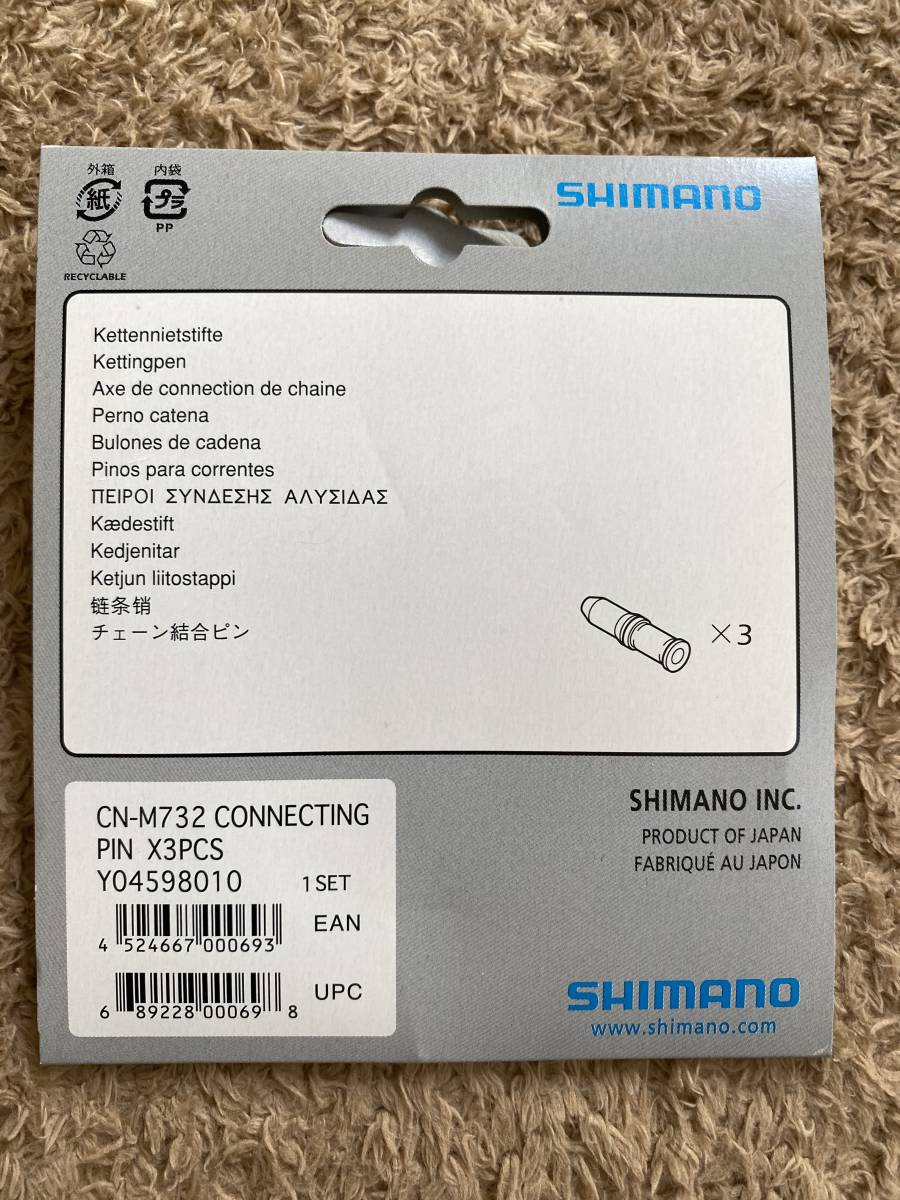 外箱
紙
内袋
プラ
PP
RECYCLABLE
SHIMANO
Kettennietstifte
Kettingpen
Axe de connection de chaine
Perno catena
Bulones de cadena
Pinos para correntes
ΠΕΙΡΟΙ ΣΥΝΔΕΣΗΣ ΑΛΥΣΙΔΑΣ
Kædestift
Kedjenitar
Ketjun liitostappi
链条销
チェーン結合ピン
×3
CN-M732 CONNECTING
PIN X3PCS
Y04598010 1 SET
EAN
4 524667 000693
UPC
6 89228 00069 8
SHIMANO INC.
PRODUCT OF JAPAN
FABRIQUÉ AU JAPON
SHIMANO
www.shimano.com